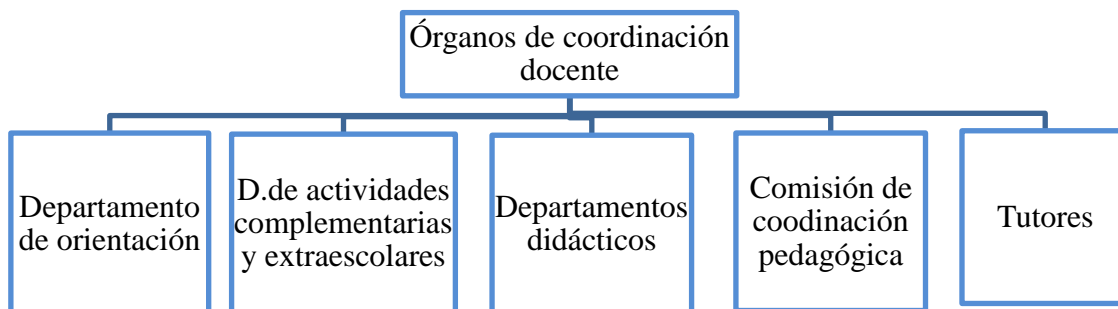 Órganos de coordinación
docente
Departamento
de orientación
D.de actividades
complementarias
y extraescolares
Departamentos
didácticos
Comisión de
coodinación
pedagógica
Tutores